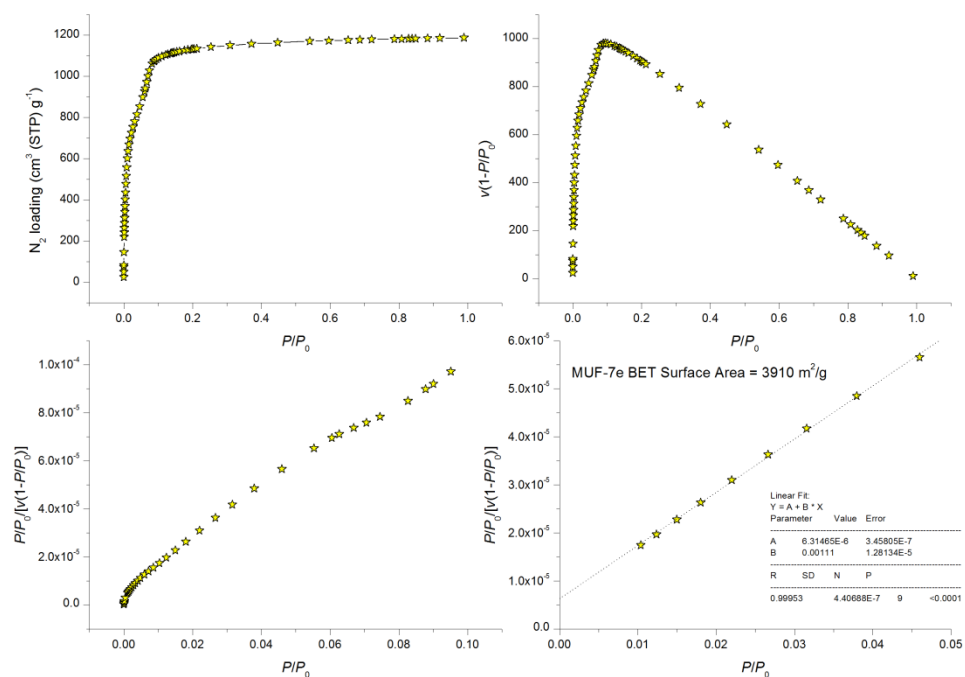 N₂ loading (cm³ (STP) g⁻¹)
1200
1000
800
600
400
200
0
0.0 0.2 0.4 0.6 0.8 1.0
P/P₀
v(1-P/P₀)
1000
800
600
400
200
0
0.0 0.2 0.4 0.6 0.8 1.0
P/P₀
P/P₀/[v(1-P/P₀)]
1.0x10⁻⁴
8.0x10⁻⁵
6.0x10⁻⁵
4.0x10⁻⁵
2.0x10⁻⁵
0.0
0.00 0.02 0.04 0.06 0.08 0.10
P/P₀
P/P₀/[v(1-P/P₀)]
6.0x10⁻⁵
5.0x10⁻⁵
4.0x10⁻⁵
3.0x10⁻⁵
2.0x10⁻⁵
1.0x10⁻⁵
0.0
MUF-7e BET Surface Area = 3910 m²/g
Linear Fit:
Y = A + B * X
Parameter Value Error
A 6.31465E-6 3.45805E-7
B 0.00111 1.28134E-5
R SD N P
0.99953 4.40688E-7 9 <0.0001
0.00 0.01 0.02 0.03 0.04 0.05
P/P₀